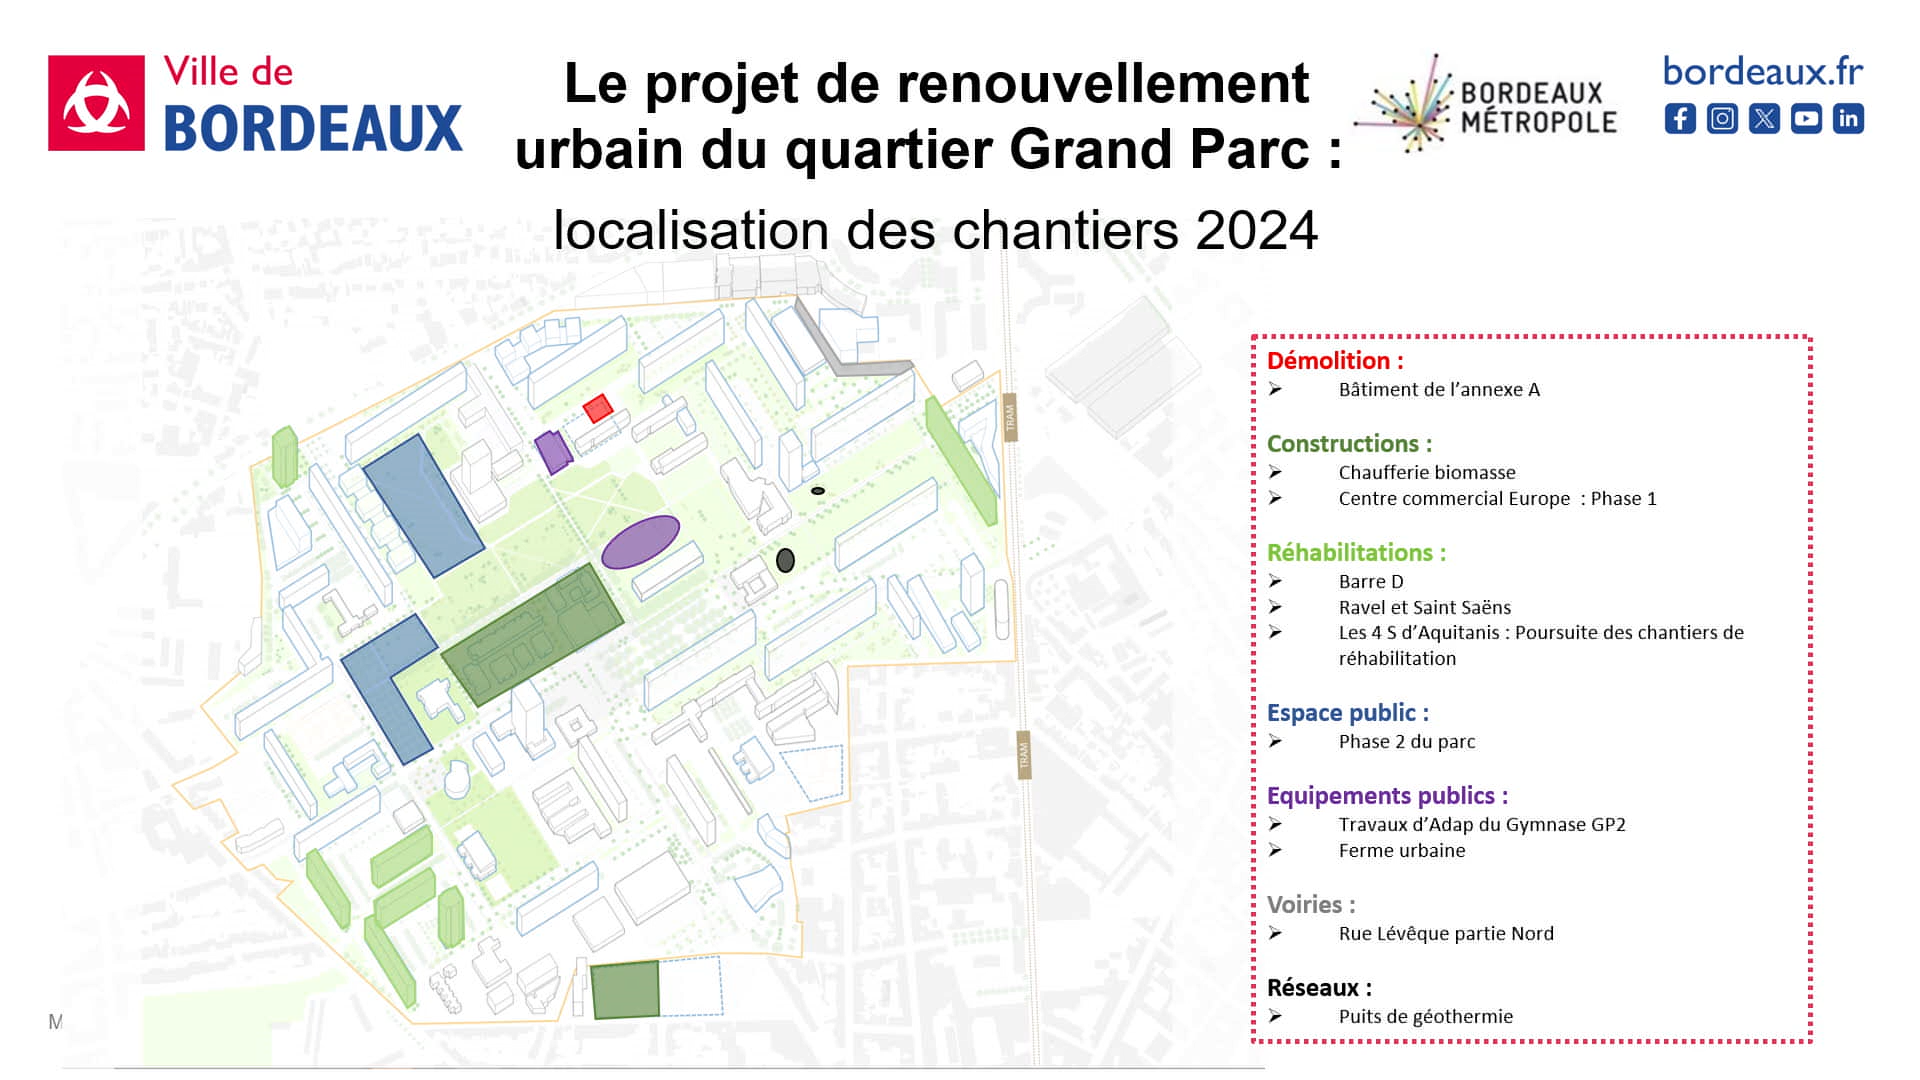 Ville de
BORDEAUX
Le projet de renouvellement
urbain du quartier Grand Parc :
localisation des chantiers 2024
BORDEAUX
MÉTROPOLE
bordeaux.fr
TRAM
TRAM
M
Démolition :
Bâtiment de l'annexe A
Constructions :
Chaufferie biomasse
Centre commercial Europe : Phase 1
Réhabilitations :
Barre D
Ravel et Saint Saëns
Les 4 S d'Aquitanis : Poursuite des chantiers de
réhabilitation
Espace public :
Phase 2 du parc
Equipements publics :
Travaux d'Adap du Gymnase GP2
Ferme urbaine
Voiries :
Rue Lévêque partie Nord
Réseaux :
Puits de géothermie